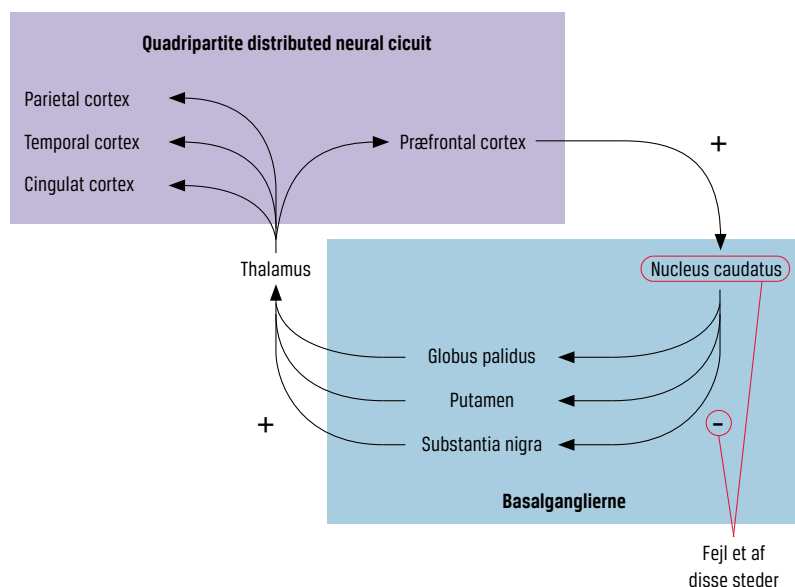 Quadripartite distributed neural cicuit
Parietal cortex
Temporal cortex
Præfrontal cortex
+
Cingulat cortex
Thalamus
Nucleus caudatus
Globus palidus
Putamen
+
-
Substantia nigra
Basalganglierne
Fejl et af
disse steder